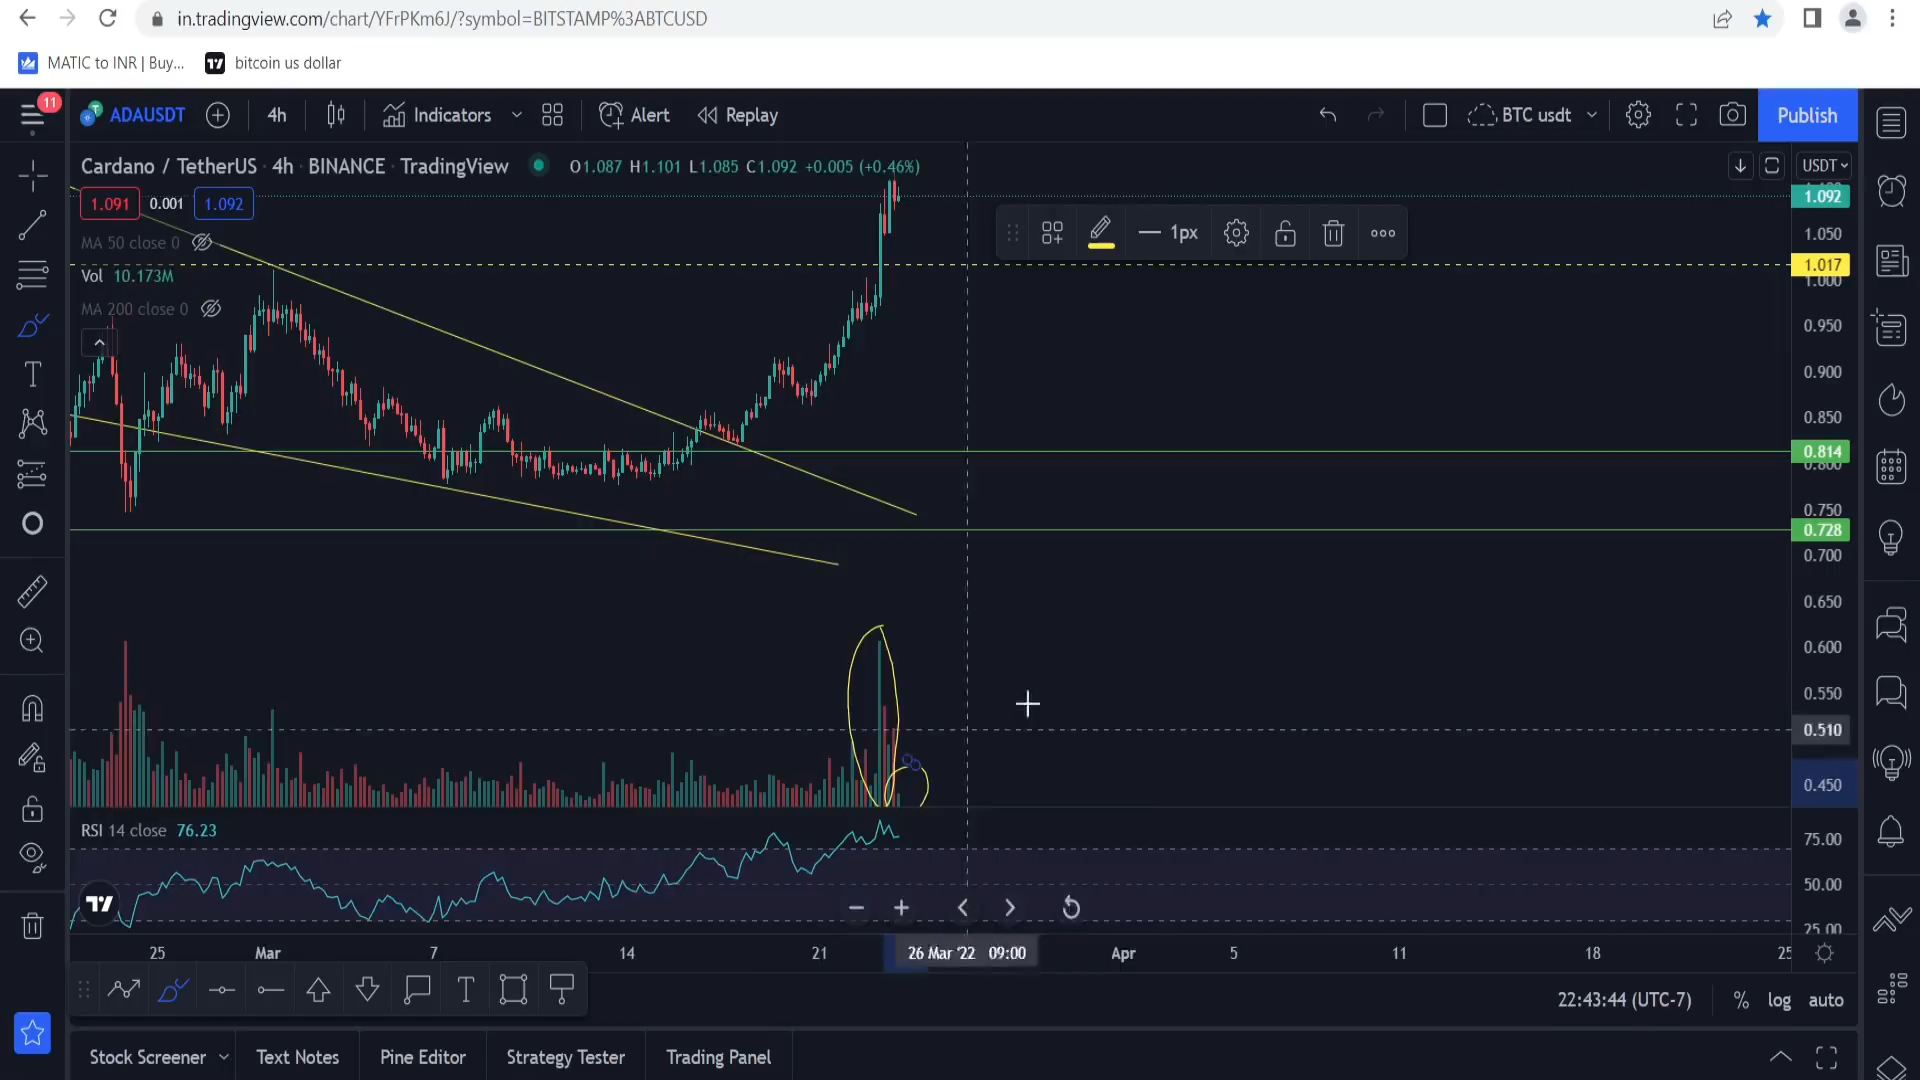 in.tradingview.com/chart/YFrPKm6J/?symbol=BITSTAMP%3ABTCUSD
MATIC to INR | Buy...
bitcoin us dollar
11
ADAUSDT
4h
Indicators
Alert
Replay
BTC usdt
Publish
Cardano / TetherUS · 4h · BINANCE · TradingView
O1.087 H1.101 L1.085 C1.092 +0.005 (+0.46%)
USDT
1.091
0.001
1.092
1.092
1px
1.050
MA 50 close 0
1.017
Vol 10.173M
1.000
MA 200 close 0
0.950
0.900
0.850
0.814
0.800
0.750
0.728
0.700
0.650
0.600
0.550
0.510
0.450
RSI 14 close 76.23
75.00
50.00
25.00
25
Mar
7
14
21
26 Mar '22 09:00
Apr
5
11
18
25
22:43:44 (UTC-7)
%
log
auto
Stock Screener
Text Notes
Pine Editor
Strategy Tester
Trading Panel